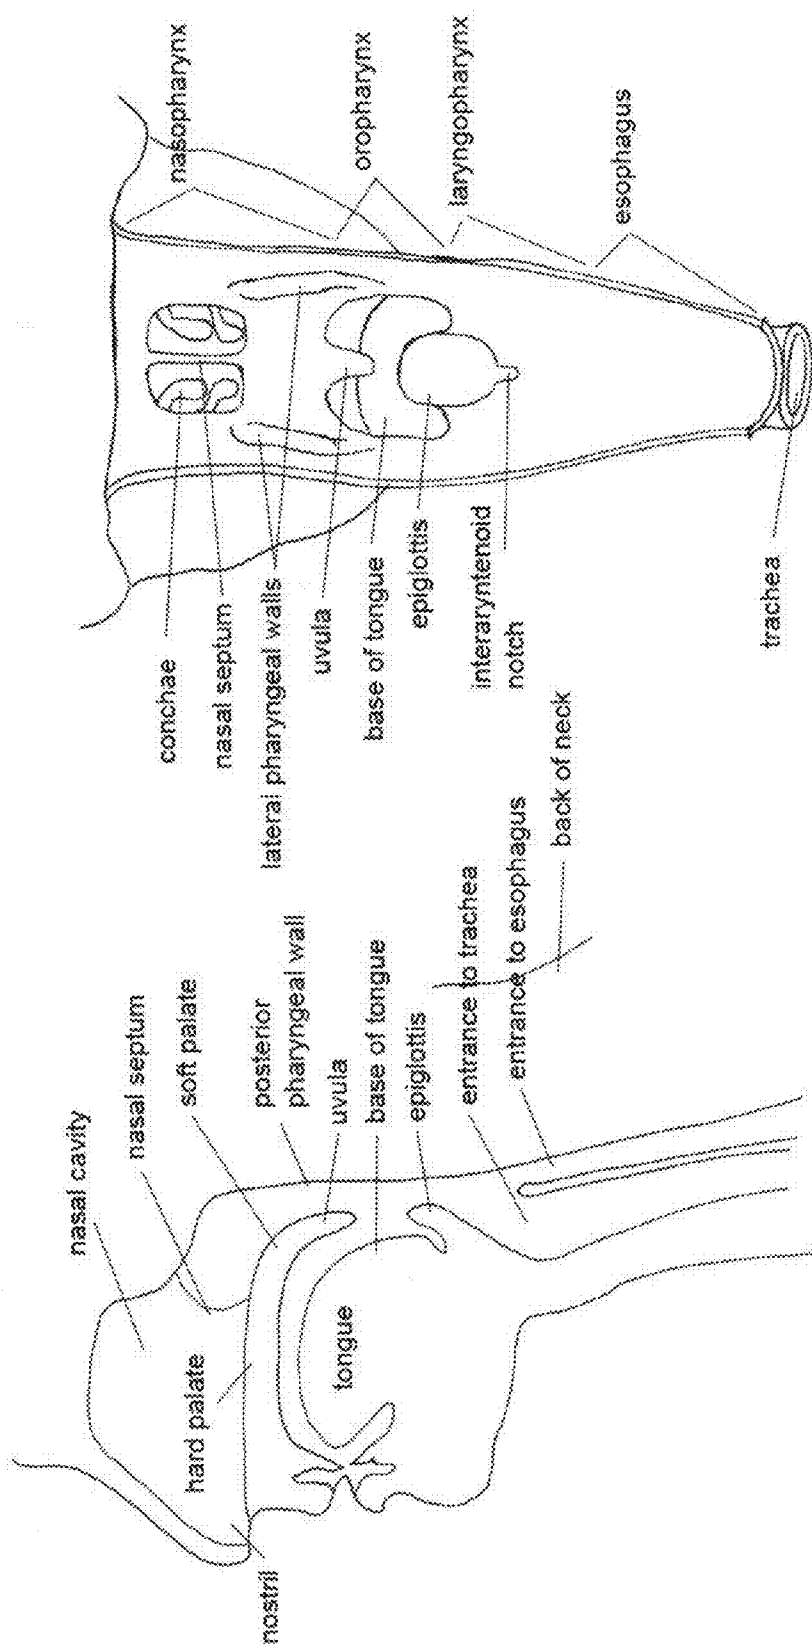 nostril
hard palate
nasal cavity
nasal septum
soft palate
posterior
pharyngeal wall
uvula
tongue
base of tongue
epiglottis
entrance to trachea
entrance to esophagus
back of neck
conchae
nasal septum
lateral pharyngeal walls
uvula
base of tongue
epiglottis
interaryntenoid
notch
trachea
nasopharynx
oropharynx
laryngopharynx
esophagus